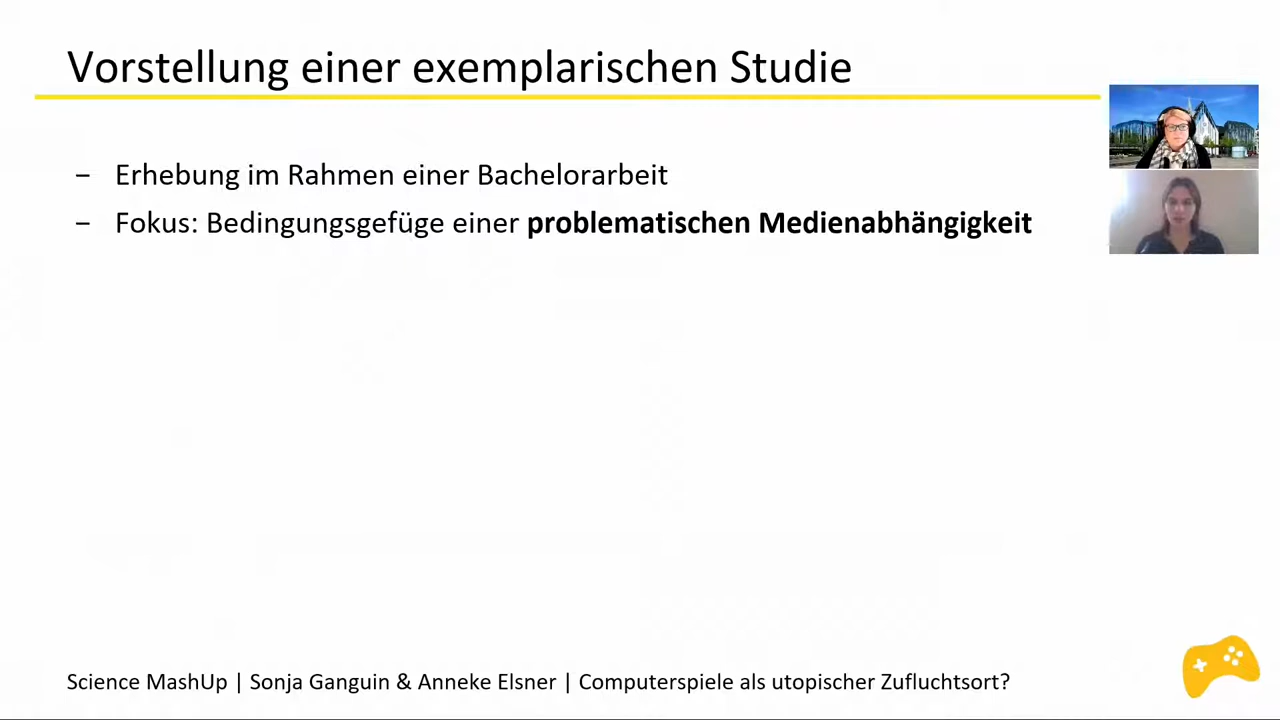 Vorstellung einer exemplarischen Studie
– Erhebung im Rahmen einer Bachelorarbeit
– Fokus: Bedingungsgefüge einer problematischen Medienabhängigkeit
Science MashUp | Sonja Ganguin & Anneke Elsner | Computerspiele als utopischer Zufluchtsort?